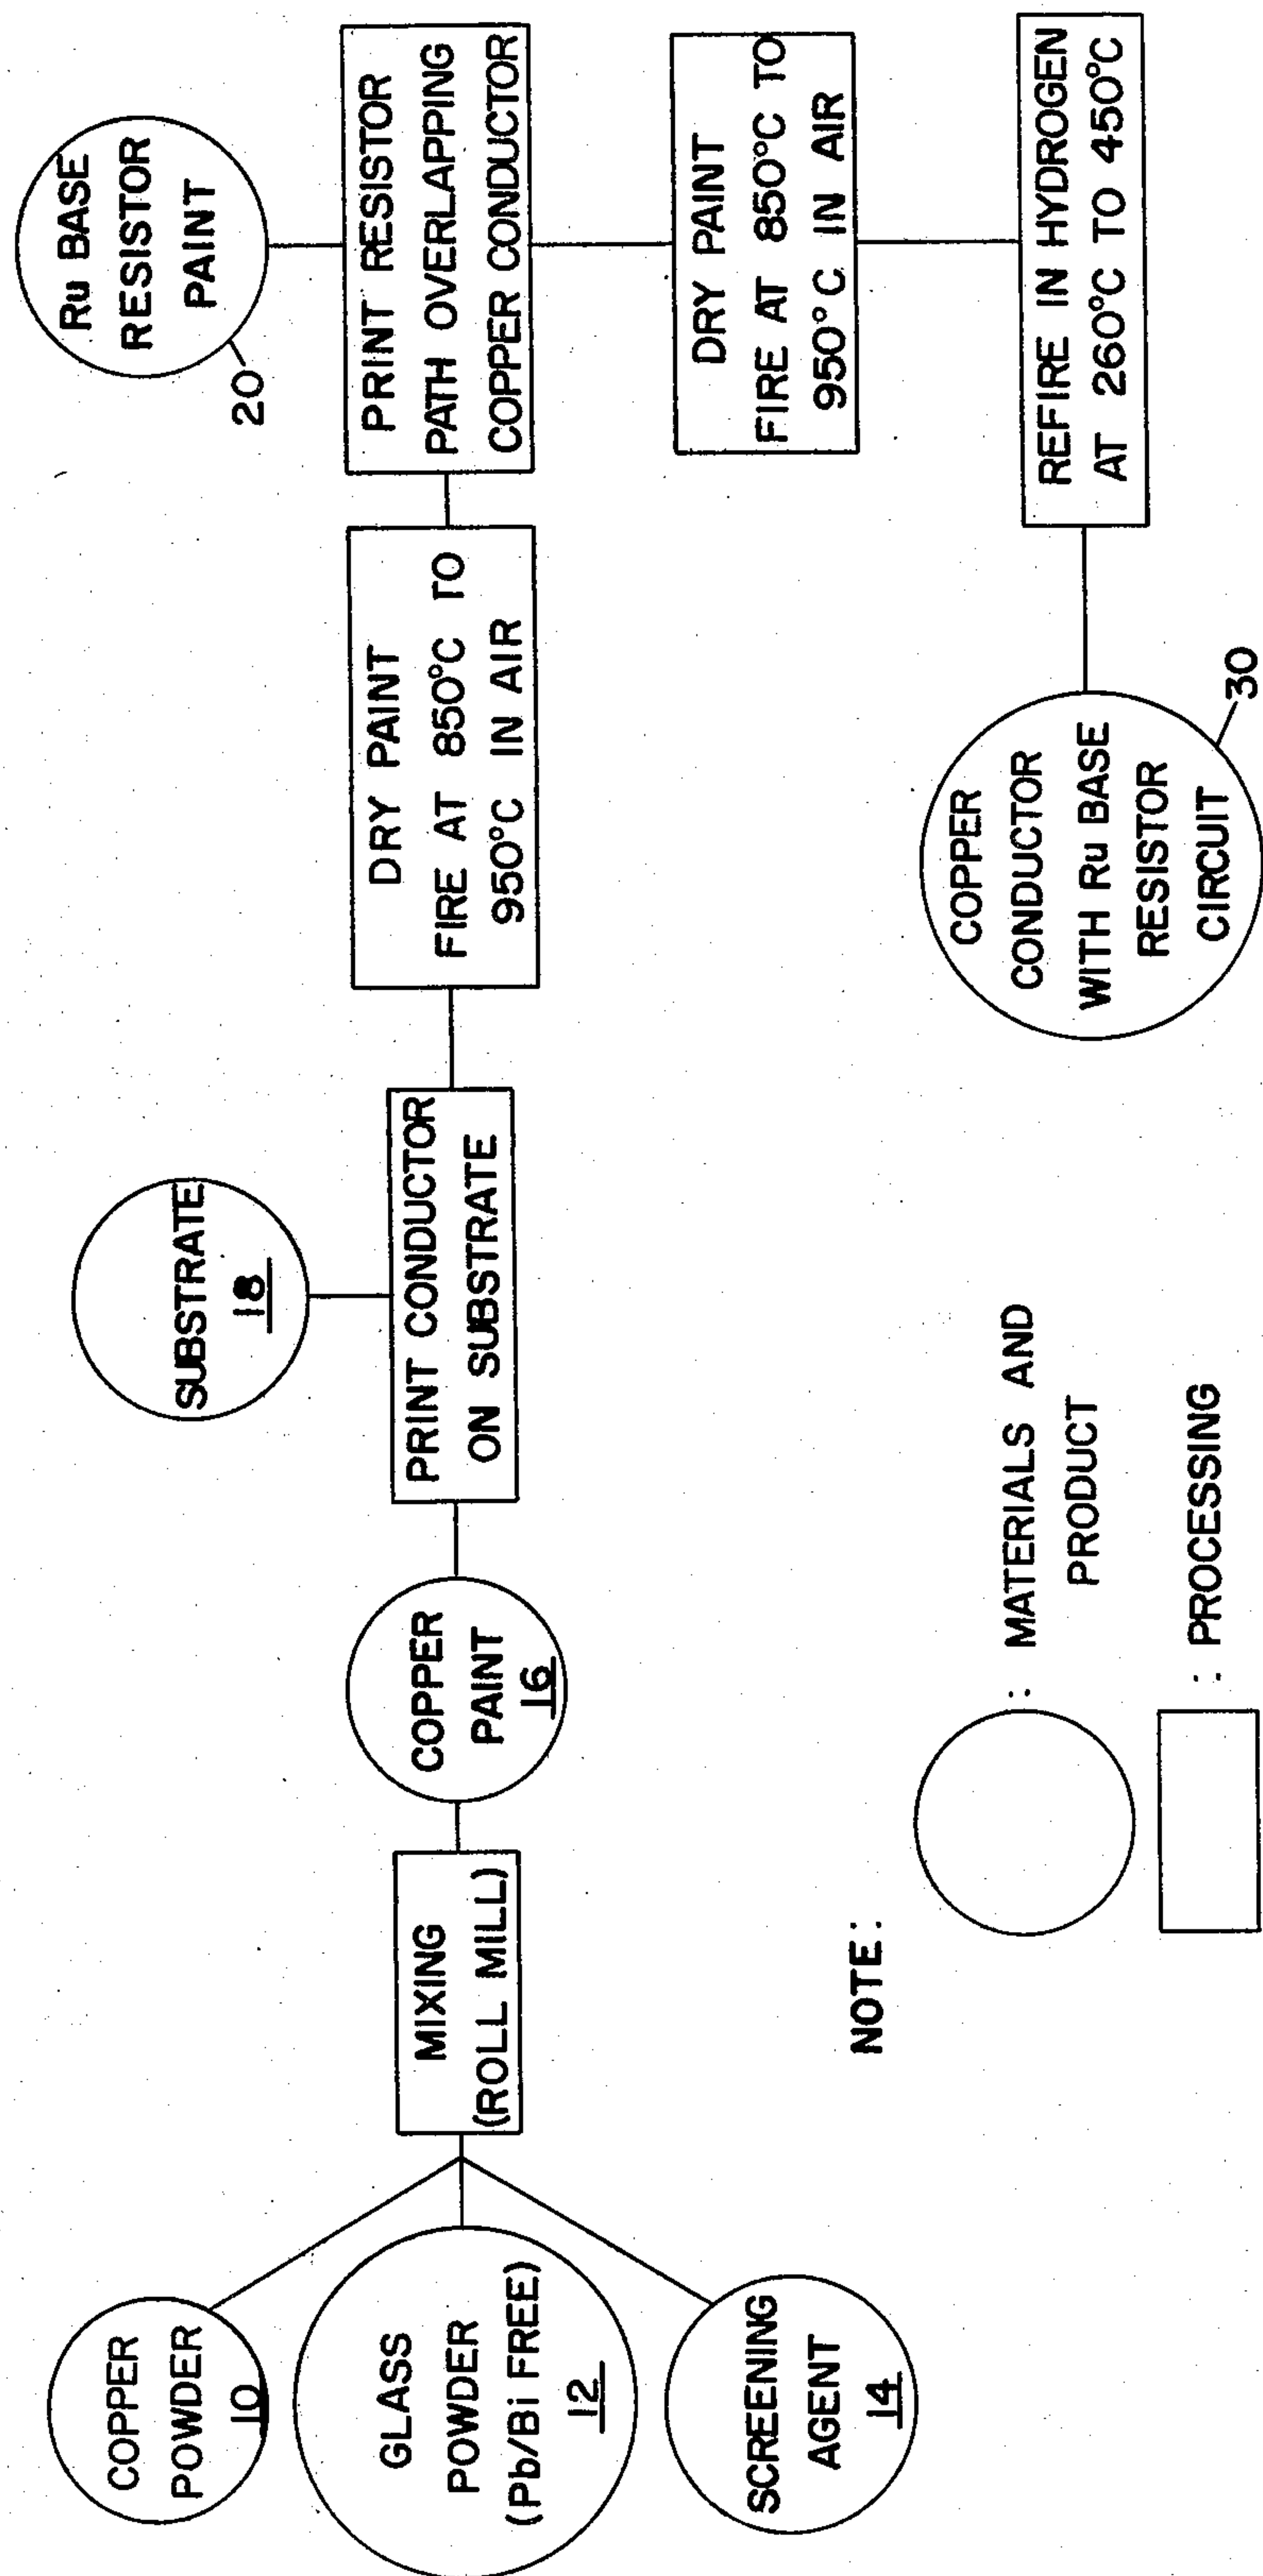 COPPER
POWDER
10
GLASS
POWDER
(Pb/Bi FREE)
12
SCREENING
AGENT
14
MIXING
(ROLL MILL)
COPPER
PAINT
16
SUBSTRATE
18
PRINT CONDUCTOR
ON SUBSTRATE
DRY PAINT
FIRE AT 850°C TO
950°C IN AIR
Ru BASE
RESISTOR
PAINT
20
PRINT RESISTOR
PATH OVERLAPPING
COPPER CONDUCTOR
DRY PAINT
FIRE AT 850°C TO
950°C IN AIR
REFIRE IN HYDROGEN
AT 260°C TO 450°C
COPPER
CONDUCTOR
WITH Ru BASE
RESISTOR
CIRCUIT
30
NOTE:
: MATERIALS AND
PRODUCT
: PROCESSING